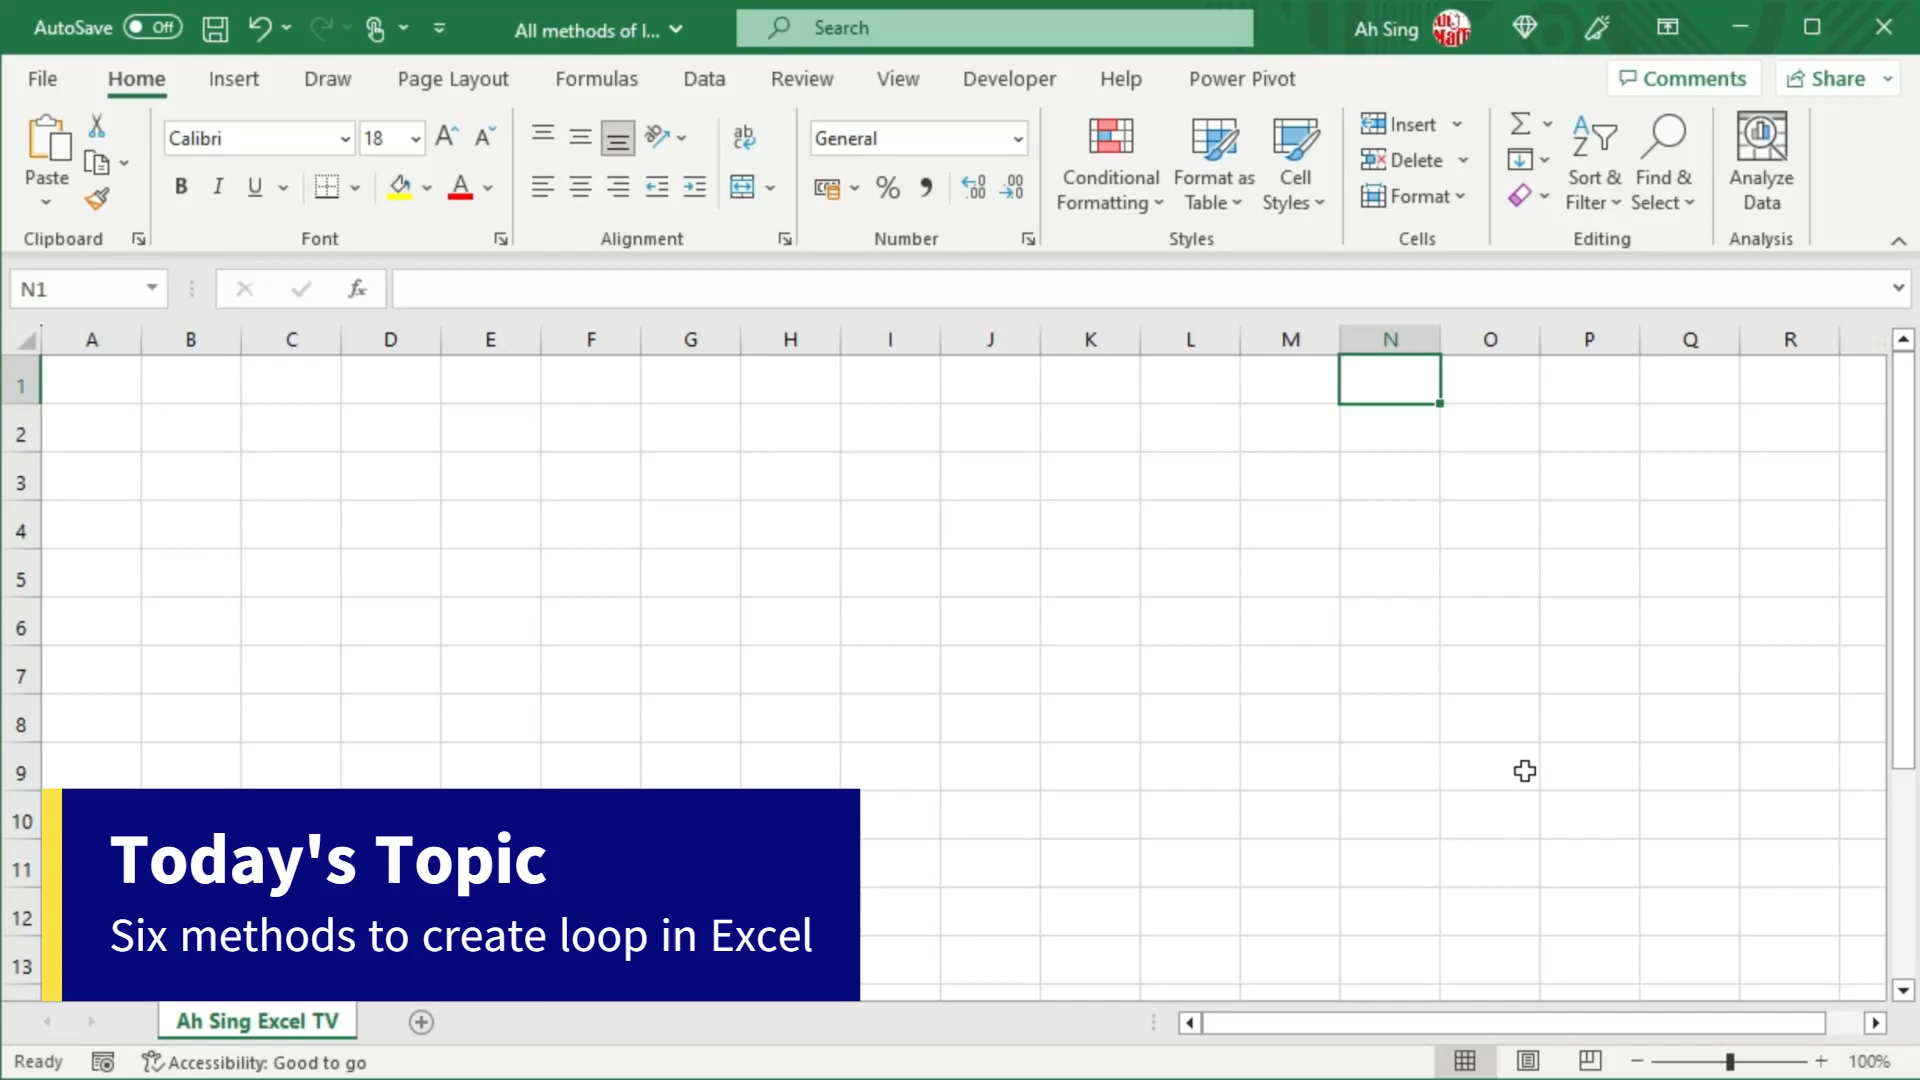 AutoSave Off All methods of l... Search Ah Sing
File Home Insert Draw Page Layout Formulas Data Review View Developer Help Power Pivot Comments Share
Paste
Clipboard
Calibri 18
B I U
A
Font
ab
Alignment
General
% 
Number
Conditional Formatting
Format as Table
Cell Styles
Styles
Insert
Delete
Format
Cells
Sort & Filter
Find & Select
Editing
Analyze Data
Analysis
N1 fx
A B C D E F G H I J K L M N O P Q R
1
2
3
4
5
6
7
8
9
10
11
12
13
Today's Topic
Six methods to create loop in Excel
Ah Sing Excel TV
Ready Accessibility: Good to go 100%